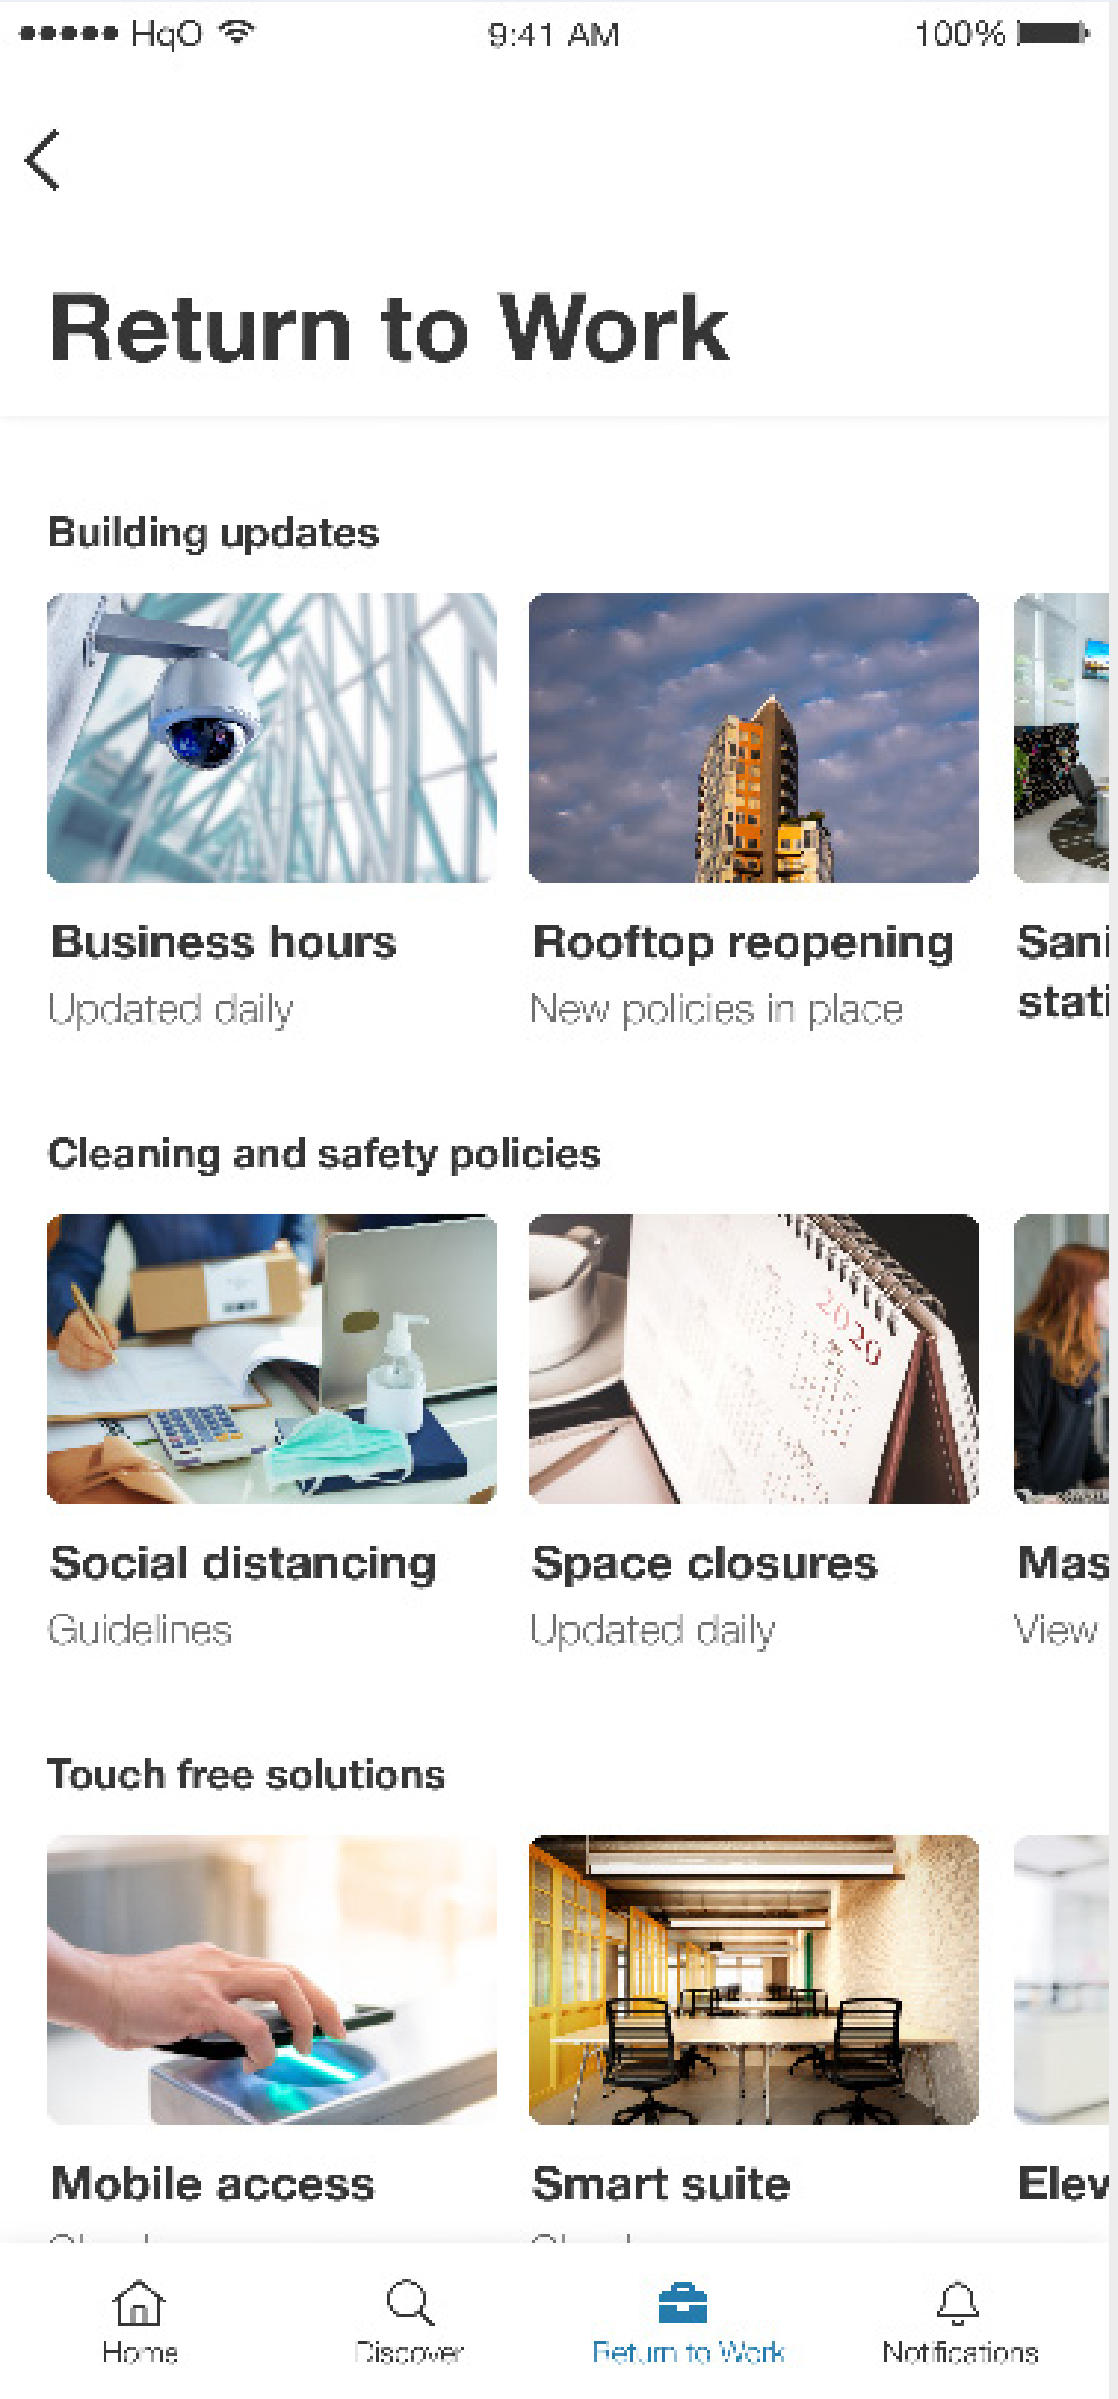 HqO 9:41 AM 100%
Return to Work
Building updates
Business hours Rooftop reopening
Updated daily New policies in place
Cleaning and safety policies
2020
Social distancing Space closures
Guidelines Updated daily View
Touch free solutions
Mobile access Smart suite
Home Discover Return to Work Notifications